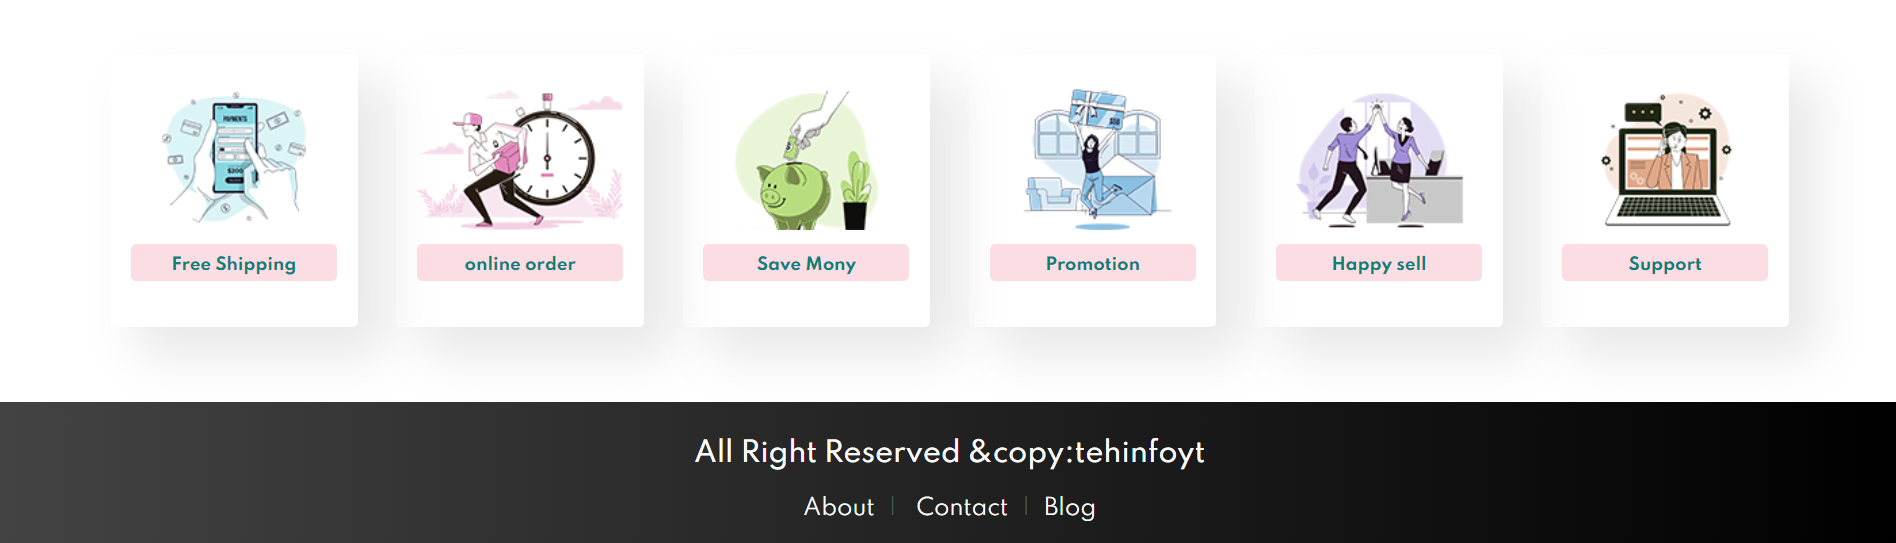 PAYMENTS
$200
$50
Free Shipping
online order
Save Mony
Promotion
Happy sell
Support
All Right Reserved &copy:tehinfoyt
About | Contact | Blog